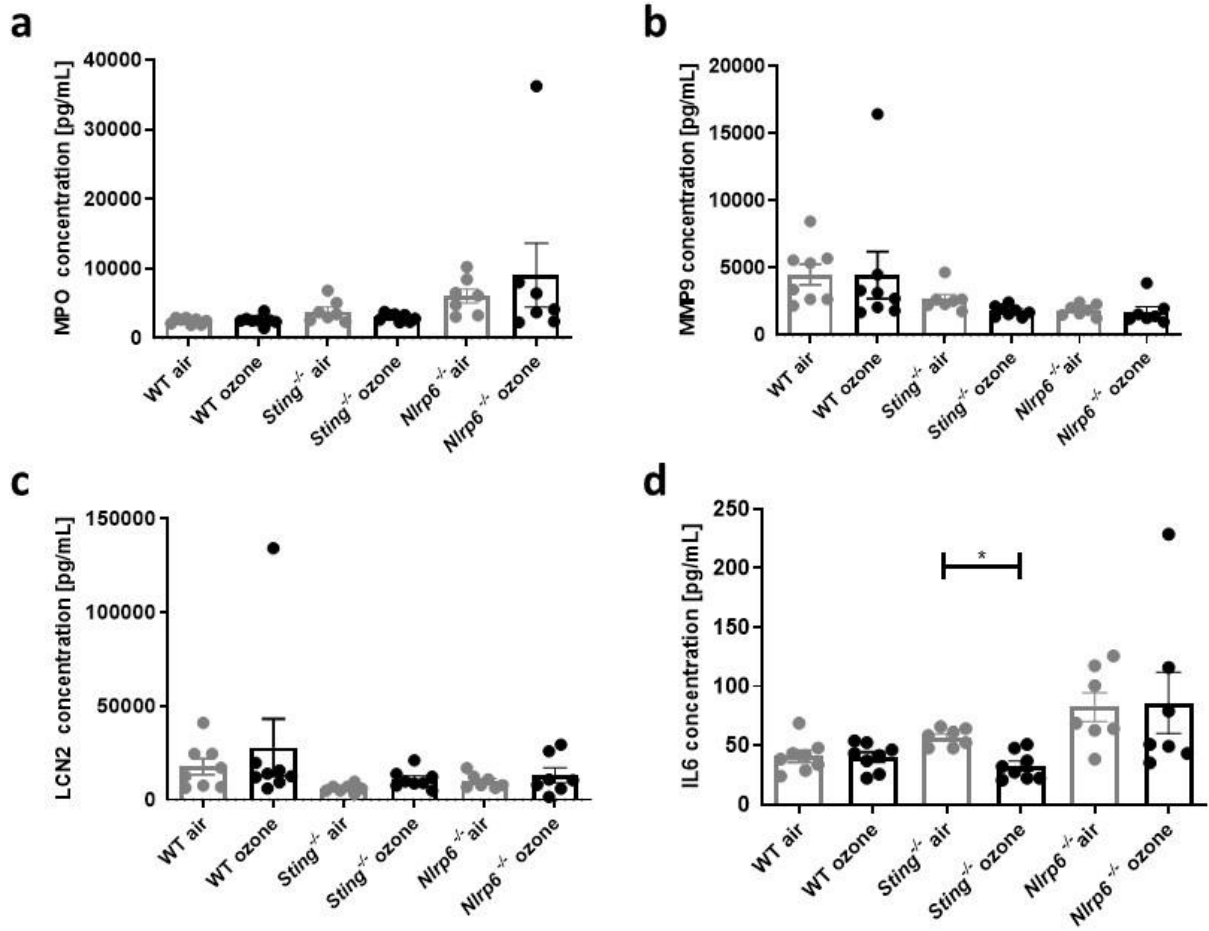 a
MPO concentration [pg/mL]
40000
30000
20000
10000
0
WT air
WT ozone
Sting-/- air
Sting-/- ozone
Nlrp6-/- air
Nlrp6-/- ozone
b
MMP9 concentration [pg/mL]
20000
15000
10000
5000
0
WT air
WT ozone
Sting-/- air
Sting-/- ozone
Nlrp6-/- air
Nlrp6-/- ozone
c
LCN2 concentration [pg/mL]
150000
100000
50000
0
WT air
WT ozone
Sting-/- air
Sting-/- ozone
Nlrp6-/- air
Nlrp6-/- ozone
d
IL6 concentration [pg/mL]
250
200
150
100
50
0
*
WT air
WT ozone
Sting-/- air
Sting-/- ozone
Nlrp6-/- air
Nlrp6-/- ozone